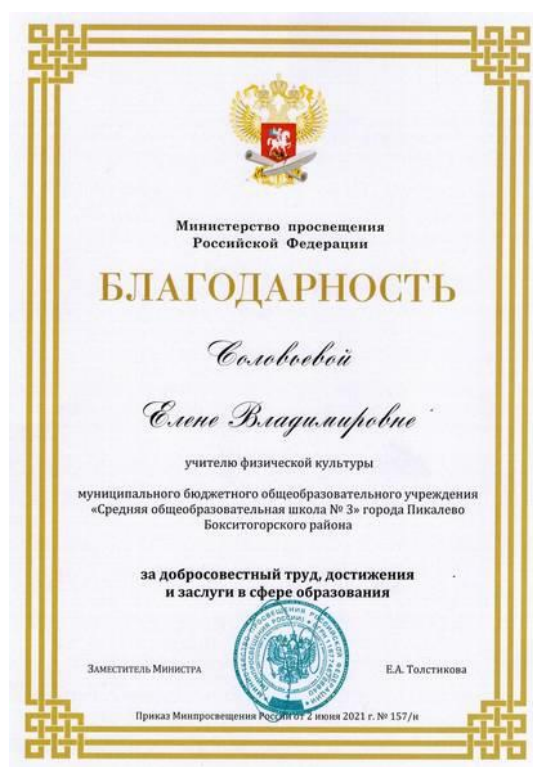 Министерство просвещения
Российской Федерации
БЛАГОДАРНОСТЬ
Соловьевой
Елене Владимировне
учителю физической культуры
муниципального бюджетного общеобразовательного учреждения
«Средняя общеобразовательная школа № 3» города Пикалево
Бокситогорского района
за добросовестный труд, достижения
и заслуги в сфере образования
Заместитель Министра
Е.А. Толстикова
Приказ Минпросвещения России от 2 июня 2021 г. № 157/н